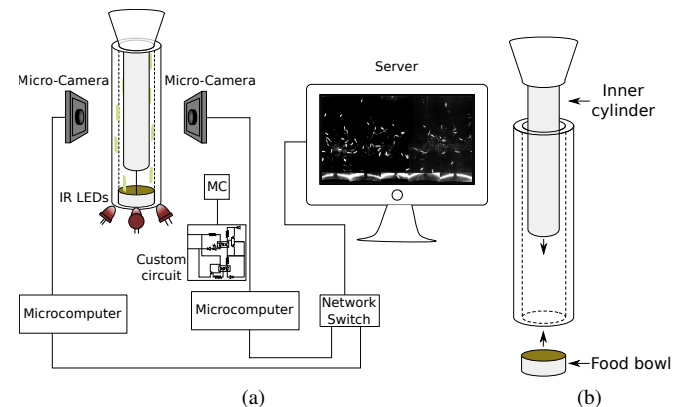 Micro-Camera
Micro-Camera
Server
IR LEDs
MC
Custom
circuit
Microcomputer
Microcomputer
Network
Switch
(a)
Inner
cylinder
Food bowl
(b)